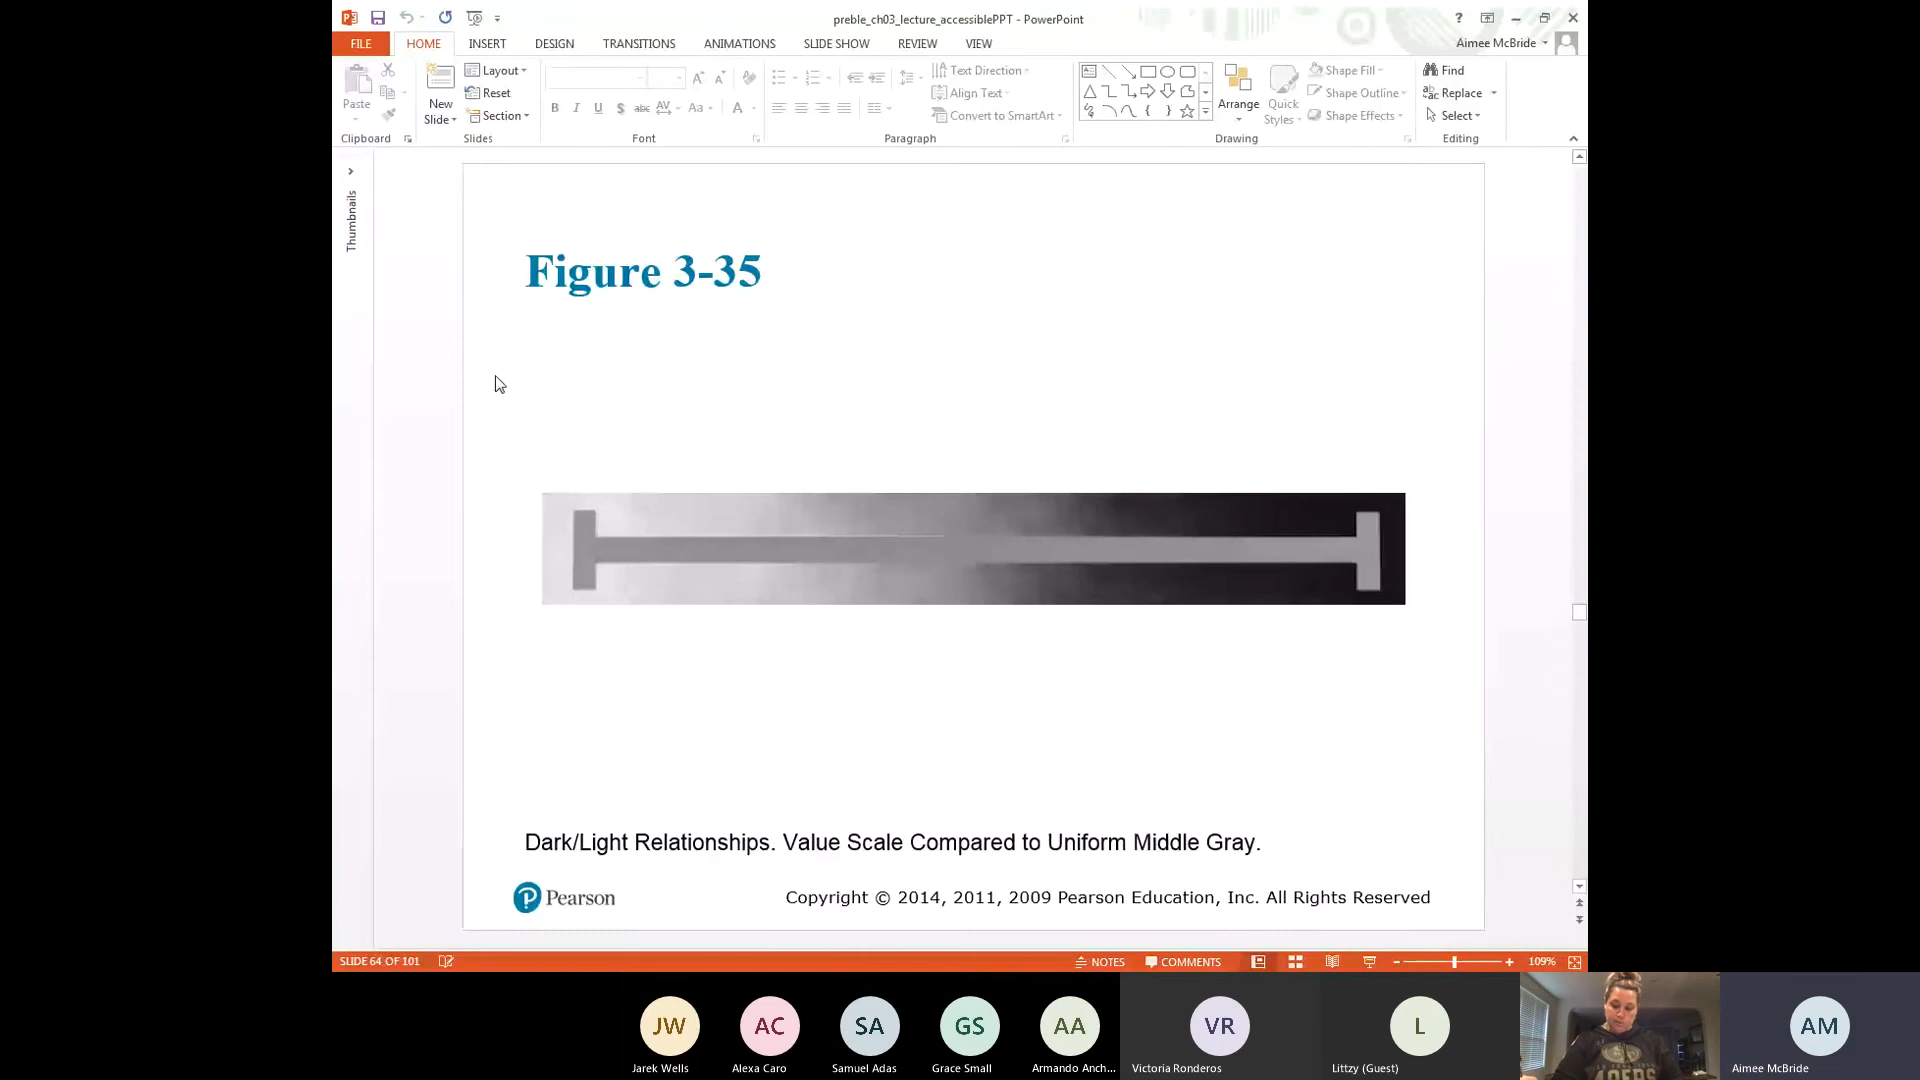 preble_ch03_lecture_accessiblePPT - PowerPoint
?
FILE HOME INSERT DESIGN TRANSITIONS ANIMATIONS SLIDE SHOW REVIEW VIEW
Aimee McBride
Paste
Clipboard
New
Slide
Layout
Reset
Section
Slides
B I U S abc AV Aa A
Font
Text Direction
Align Text
Convert to SmartArt
Paragraph
Arrange
Quick
Styles
Shape Fill
Shape Outline
Shape Effects
Drawing
Find
Replace
Select
Editing
Thumbnails
Figure 3-35
Dark/Light Relationships. Value Scale Compared to Uniform Middle Gray.
Pearson
Copyright © 2014, 2011, 2009 Pearson Education, Inc. All Rights Reserved
SLIDE 64 OF 101
NOTES COMMENTS 109%
JW AC SA GS AA VR L AM
Jarek Wells Alexa Caro Samuel Adas Grace Small Armando Anch... Victoria Ronderos Littzy (Guest) Aimee McBride
49ERS